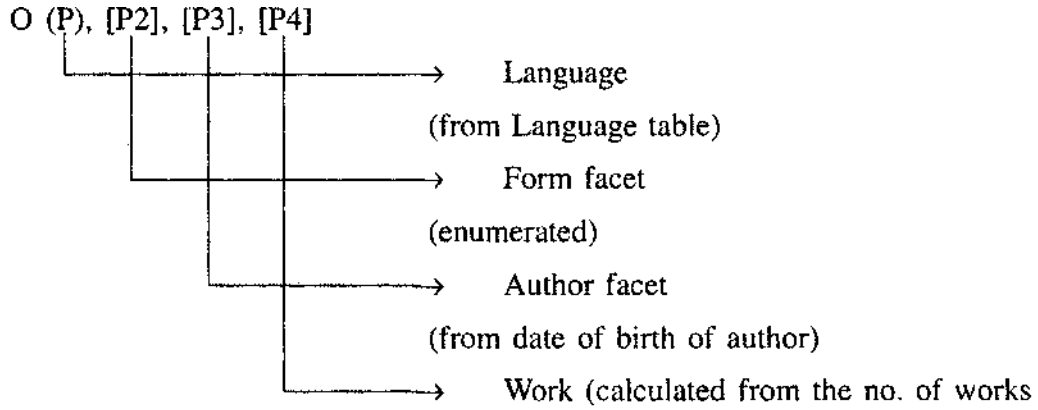 O (P), [P2], [P3], [P4]
Language
(from Language table)
Form facet
(enumerated)
Author facet
(from date of birth of author)
Work (calculated from the no. of works